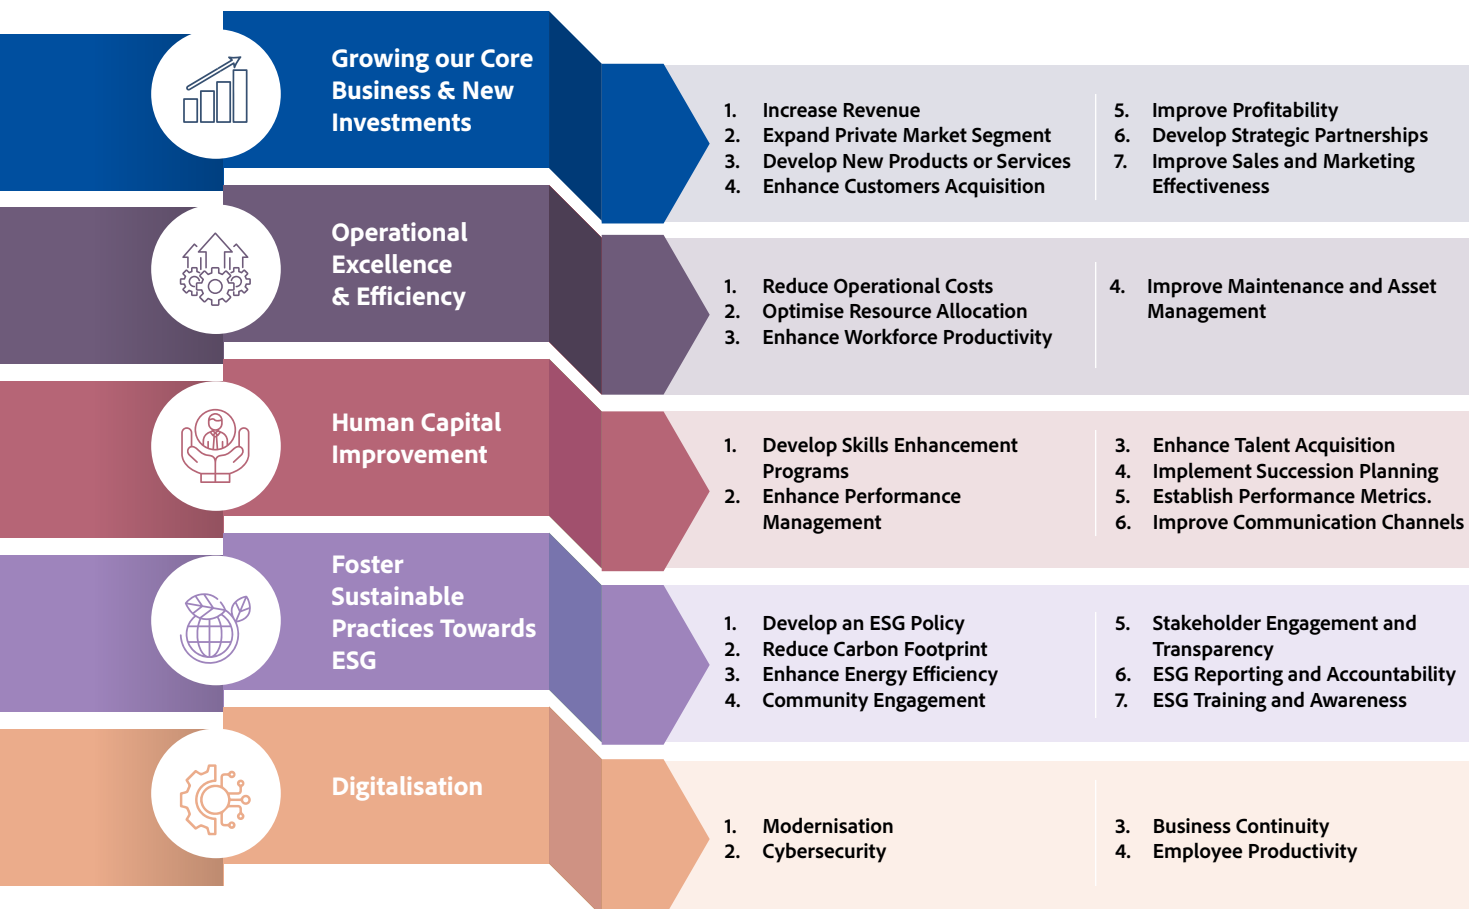 Growing our Core
Business & New
Investments
1. Increase Revenue
2. Expand Private Market Segment
3. Develop New Products or Services
4. Enhance Customers Acquisition
5. Improve Profitability
6. Develop Strategic Partnerships
7. Improve Sales and Marketing
Effectiveness
Operational
Excellence
& Efficiency
1. Reduce Operational Costs
2. Optimise Resource Allocation
3. Enhance Workforce Productivity
4. Improve Maintenance and Asset
Management
Human Capital
Improvement
1. Develop Skills Enhancement
Programs
2. Enhance Performance
Management
3. Enhance Talent Acquisition
4. Implement Succession Planning
5. Establish Performance Metrics.
6. Improve Communication Channels
Foster
Sustainable
Practices Towards
ESG
1. Develop an ESG Policy
2. Reduce Carbon Footprint
3. Enhance Energy Efficiency
4. Community Engagement
5. Stakeholder Engagement and
Transparency
6. ESG Reporting and Accountability
7. ESG Training and Awareness
Digitalisation
1. Modernisation
2. Cybersecurity
3. Business Continuity
4. Employee Productivity